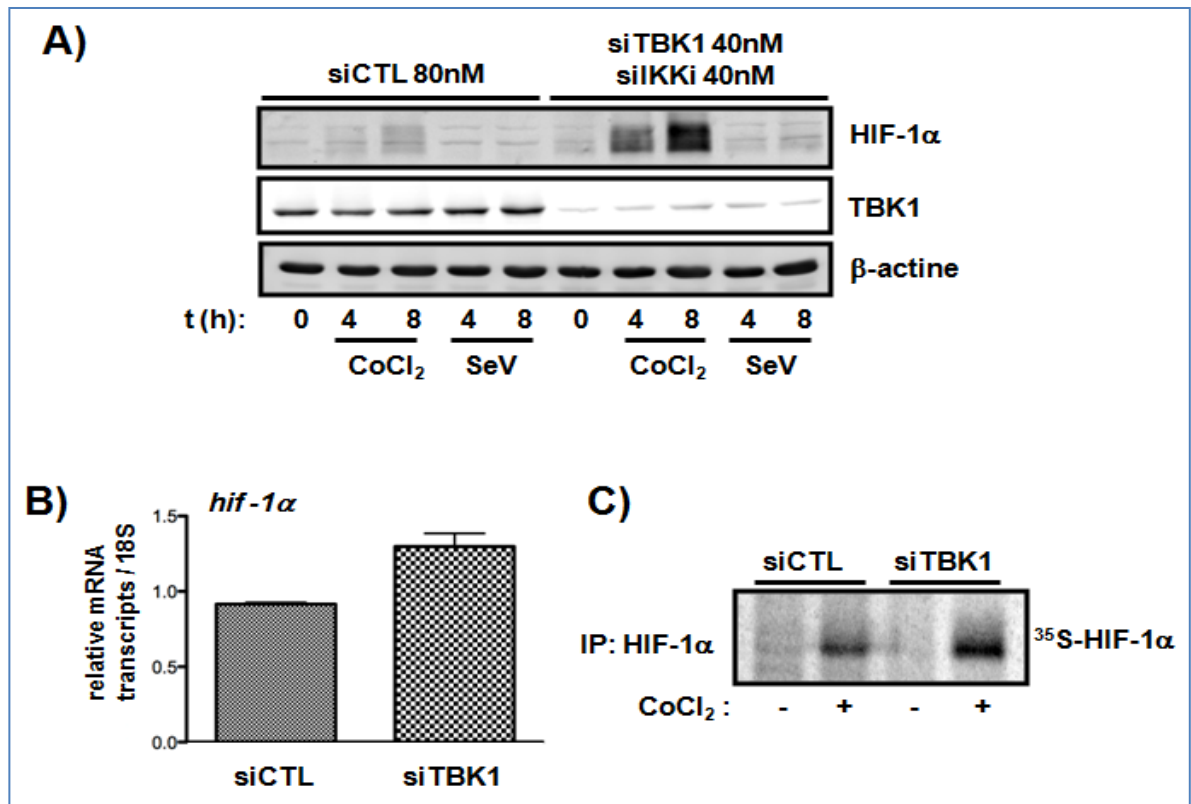 A)
siCTL 80nM
siTBK1 40nM
siIKKi 40nM
HIF-1α
TBK1
β-actine
t (h): 0 4 8 4 8 0 4 8 4 8
CoCl₂ SeV CoCl₂ SeV
B)
hif-1α
relative mRNA
transcripts / 18S
1.5
1.0
0.5
0.0
siCTL siTBK1
C)
siCTL siTBK1
IP: HIF-1α
³⁵S-HIF-1α
CoCl₂ : - + - +